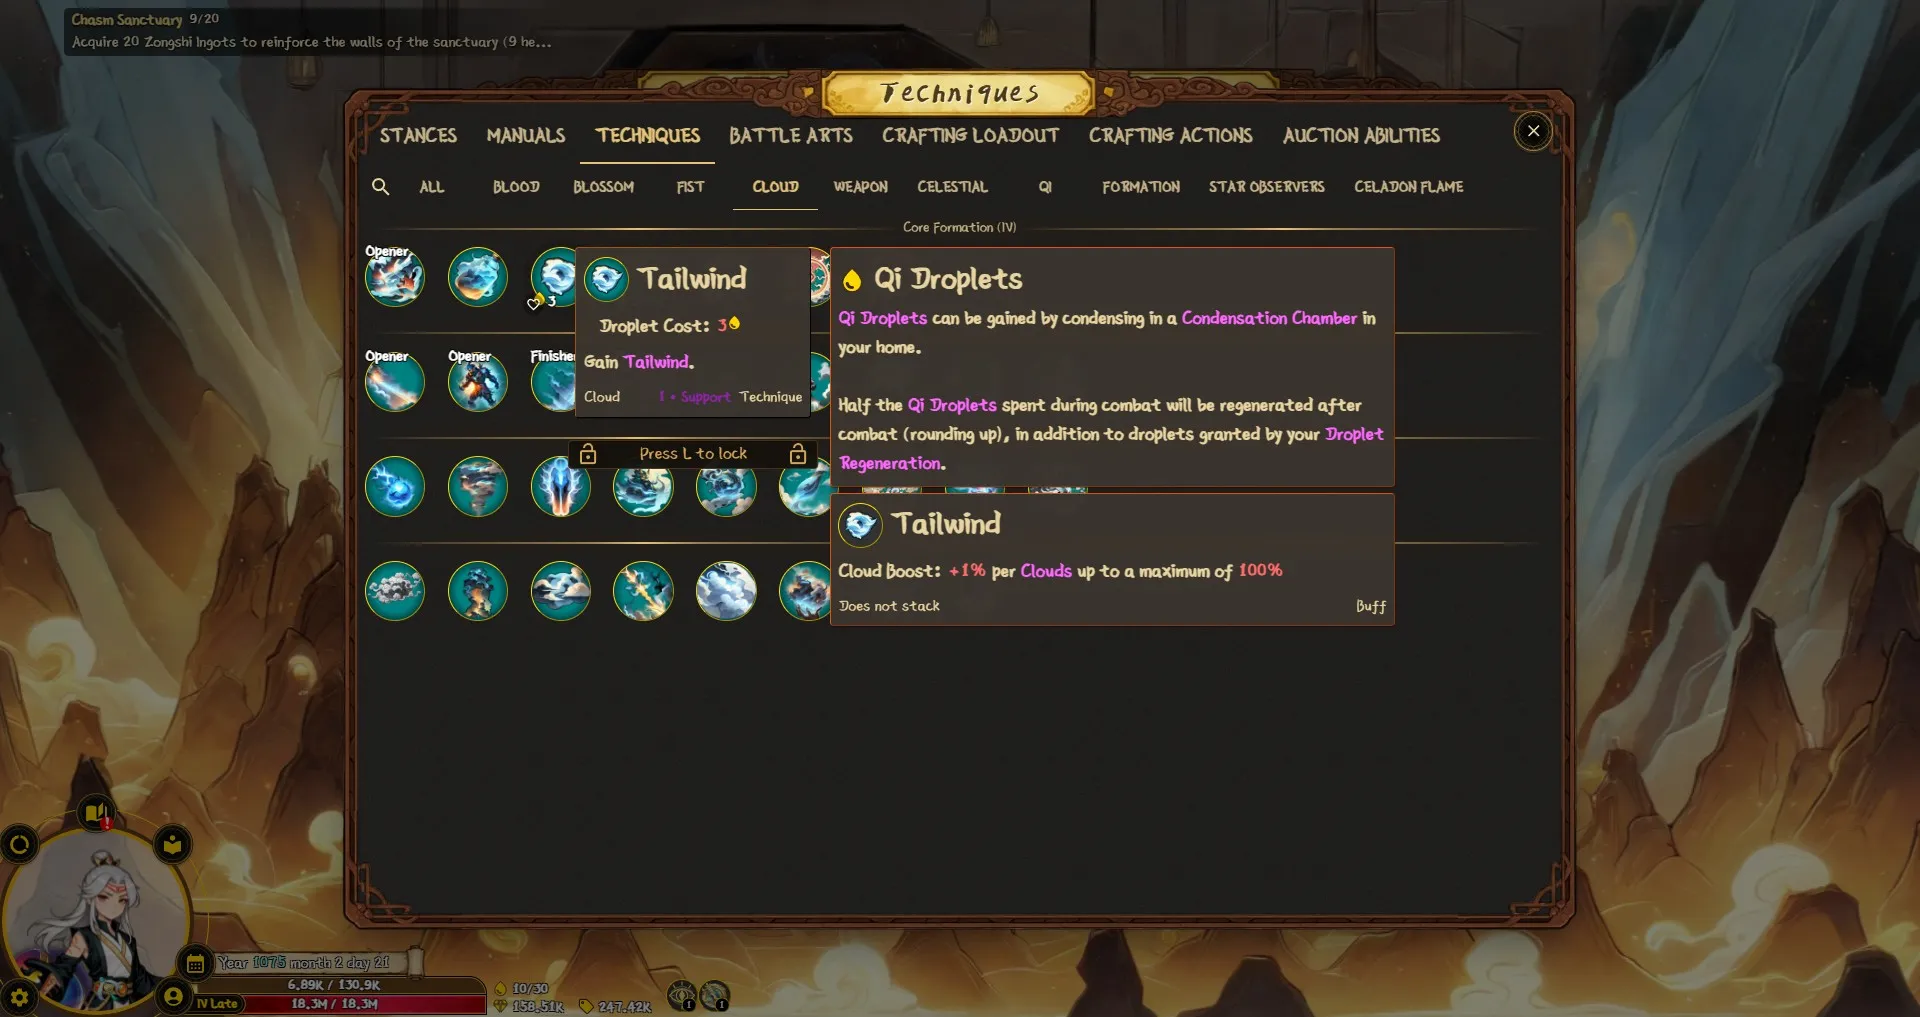 Chasm Sanctuary 9/20
Acquire 20 Zongshi Ingots to reinforce the walls of the sanctuary (9 he...
Techniques
STANCES MANUALS TECHNIQUES BATTLE ARTS CRAFTING LOADOUT CRAFTING ACTIONS AUCTION ABILITIES
ALL BLOOD BLOSSOM FIST CLOUD WEAPON CELESTIAL QI FORMATION STAR OBSERVERS CELADON FLAME
Core Formation (IV)
Opener
3
Tailwind
Droplet Cost: 3
Gain Tailwind.
Cloud I • Support Technique
Press L to lock
Qi Droplets
Qi Droplets can be gained by condensing in a Condensation Chamber in
your home.
Half the Qi Droplets spent during combat will be regenerated after
combat (rounding up), in addition to droplets granted by your Droplet
Regeneration.
Opener Opener Finisher
Tailwind
Cloud Boost: +1% per Clouds up to a maximum of 100%
Does not stack Buff
Year 1075 month 2 day 21
6.89K / 130.9K
IV Late 18.3M / 18.3M
10/30
158.51K 247.42K
1 1